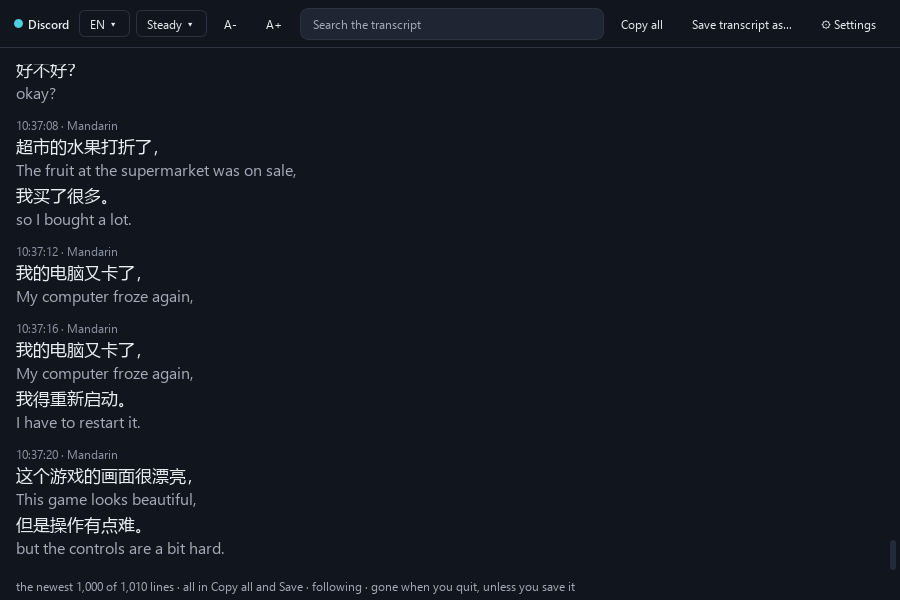 Discord EN ▾ Steady ▾ A- A+ Search the transcript Copy all Save transcript as... ⚙ Settings
好不好？
okay?
10:37:08 · Mandarin
超市的水果打折了，
The fruit at the supermarket was on sale,
我买了很多。
so I bought a lot.
10:37:12 · Mandarin
我的电脑又卡了，
My computer froze again,
10:37:16 · Mandarin
我的电脑又卡了，
My computer froze again,
我得重新启动。
I have to restart it.
10:37:20 · Mandarin
这个游戏的画面很漂亮，
This game looks beautiful,
但是操作有点难。
but the controls are a bit hard.
the newest 1,000 of 1,010 lines · all in Copy all and Save · following · gone when you quit, unless you save it